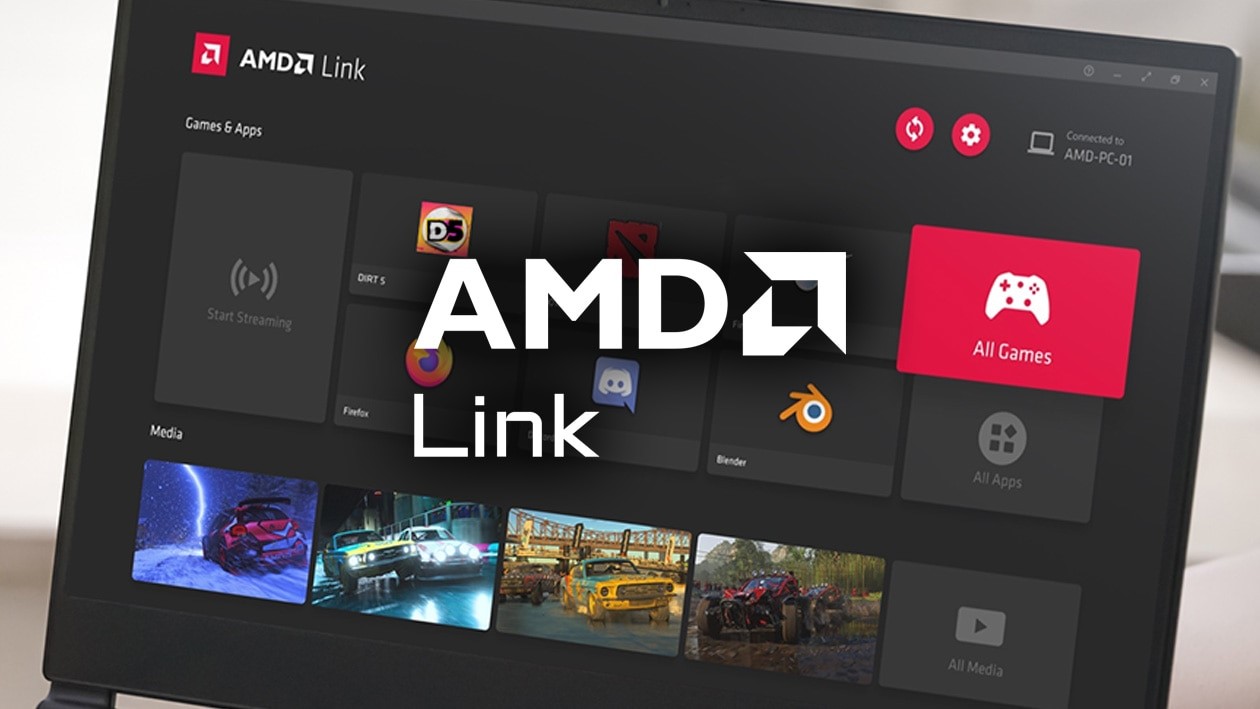 AMD Link
Games & Apps
Connected to
AMD-PC-01
Start Streaming
D5
DIRT 5
All Games
AMD
Link
Firefox
Blender
All Apps
Media
All Media